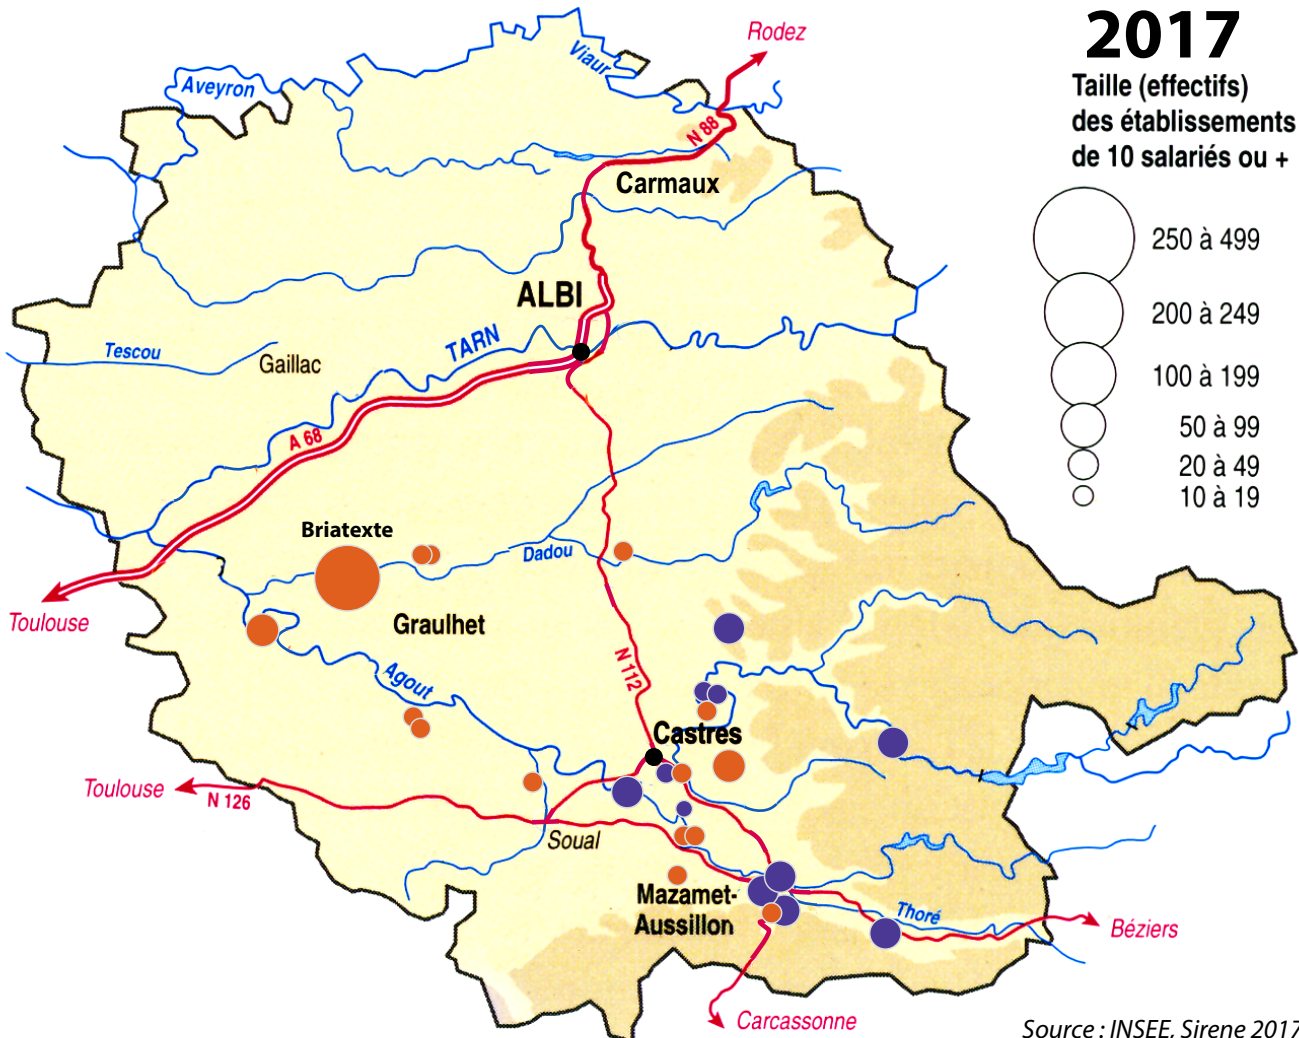 2017
Taille (effectifs)
des établissements
de 10 salariés ou +
250 à 499
200 à 249
100 à 199
50 à 99
20 à 49
10 à 19
Rodez
Viaur
Aveyron
N 88
Carmaux
ALBI
TARN
Tescou
Gaillac
A 68
Briatexte
Dadou
Toulouse
Graulhet
N 112
Agout
Castres
Toulouse
N 126
Soual
Mazamet-
Aussillon
Thoré
Béziers
Carcassonne
Source : INSEE, Sirene 2017